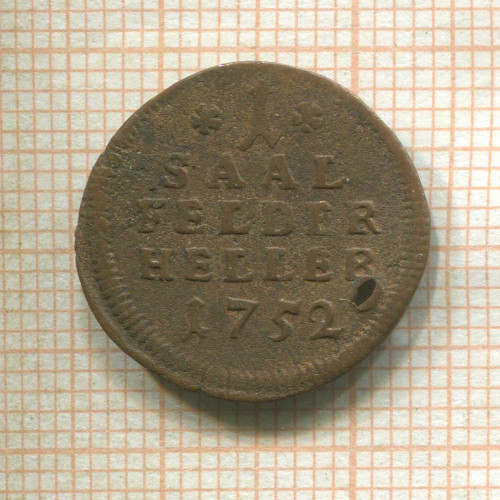 * 1 *
SAAL
FELDER
HELLER
1752